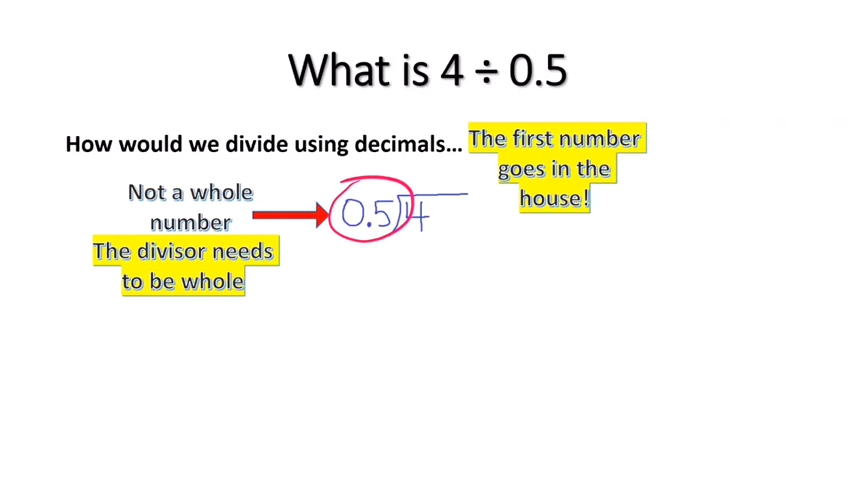 What is 4 ÷ 0.5
How would we divide using decimals...
The first number
goes in the
house!
Not a whole
number
The divisor needs
to be whole
0.5)4